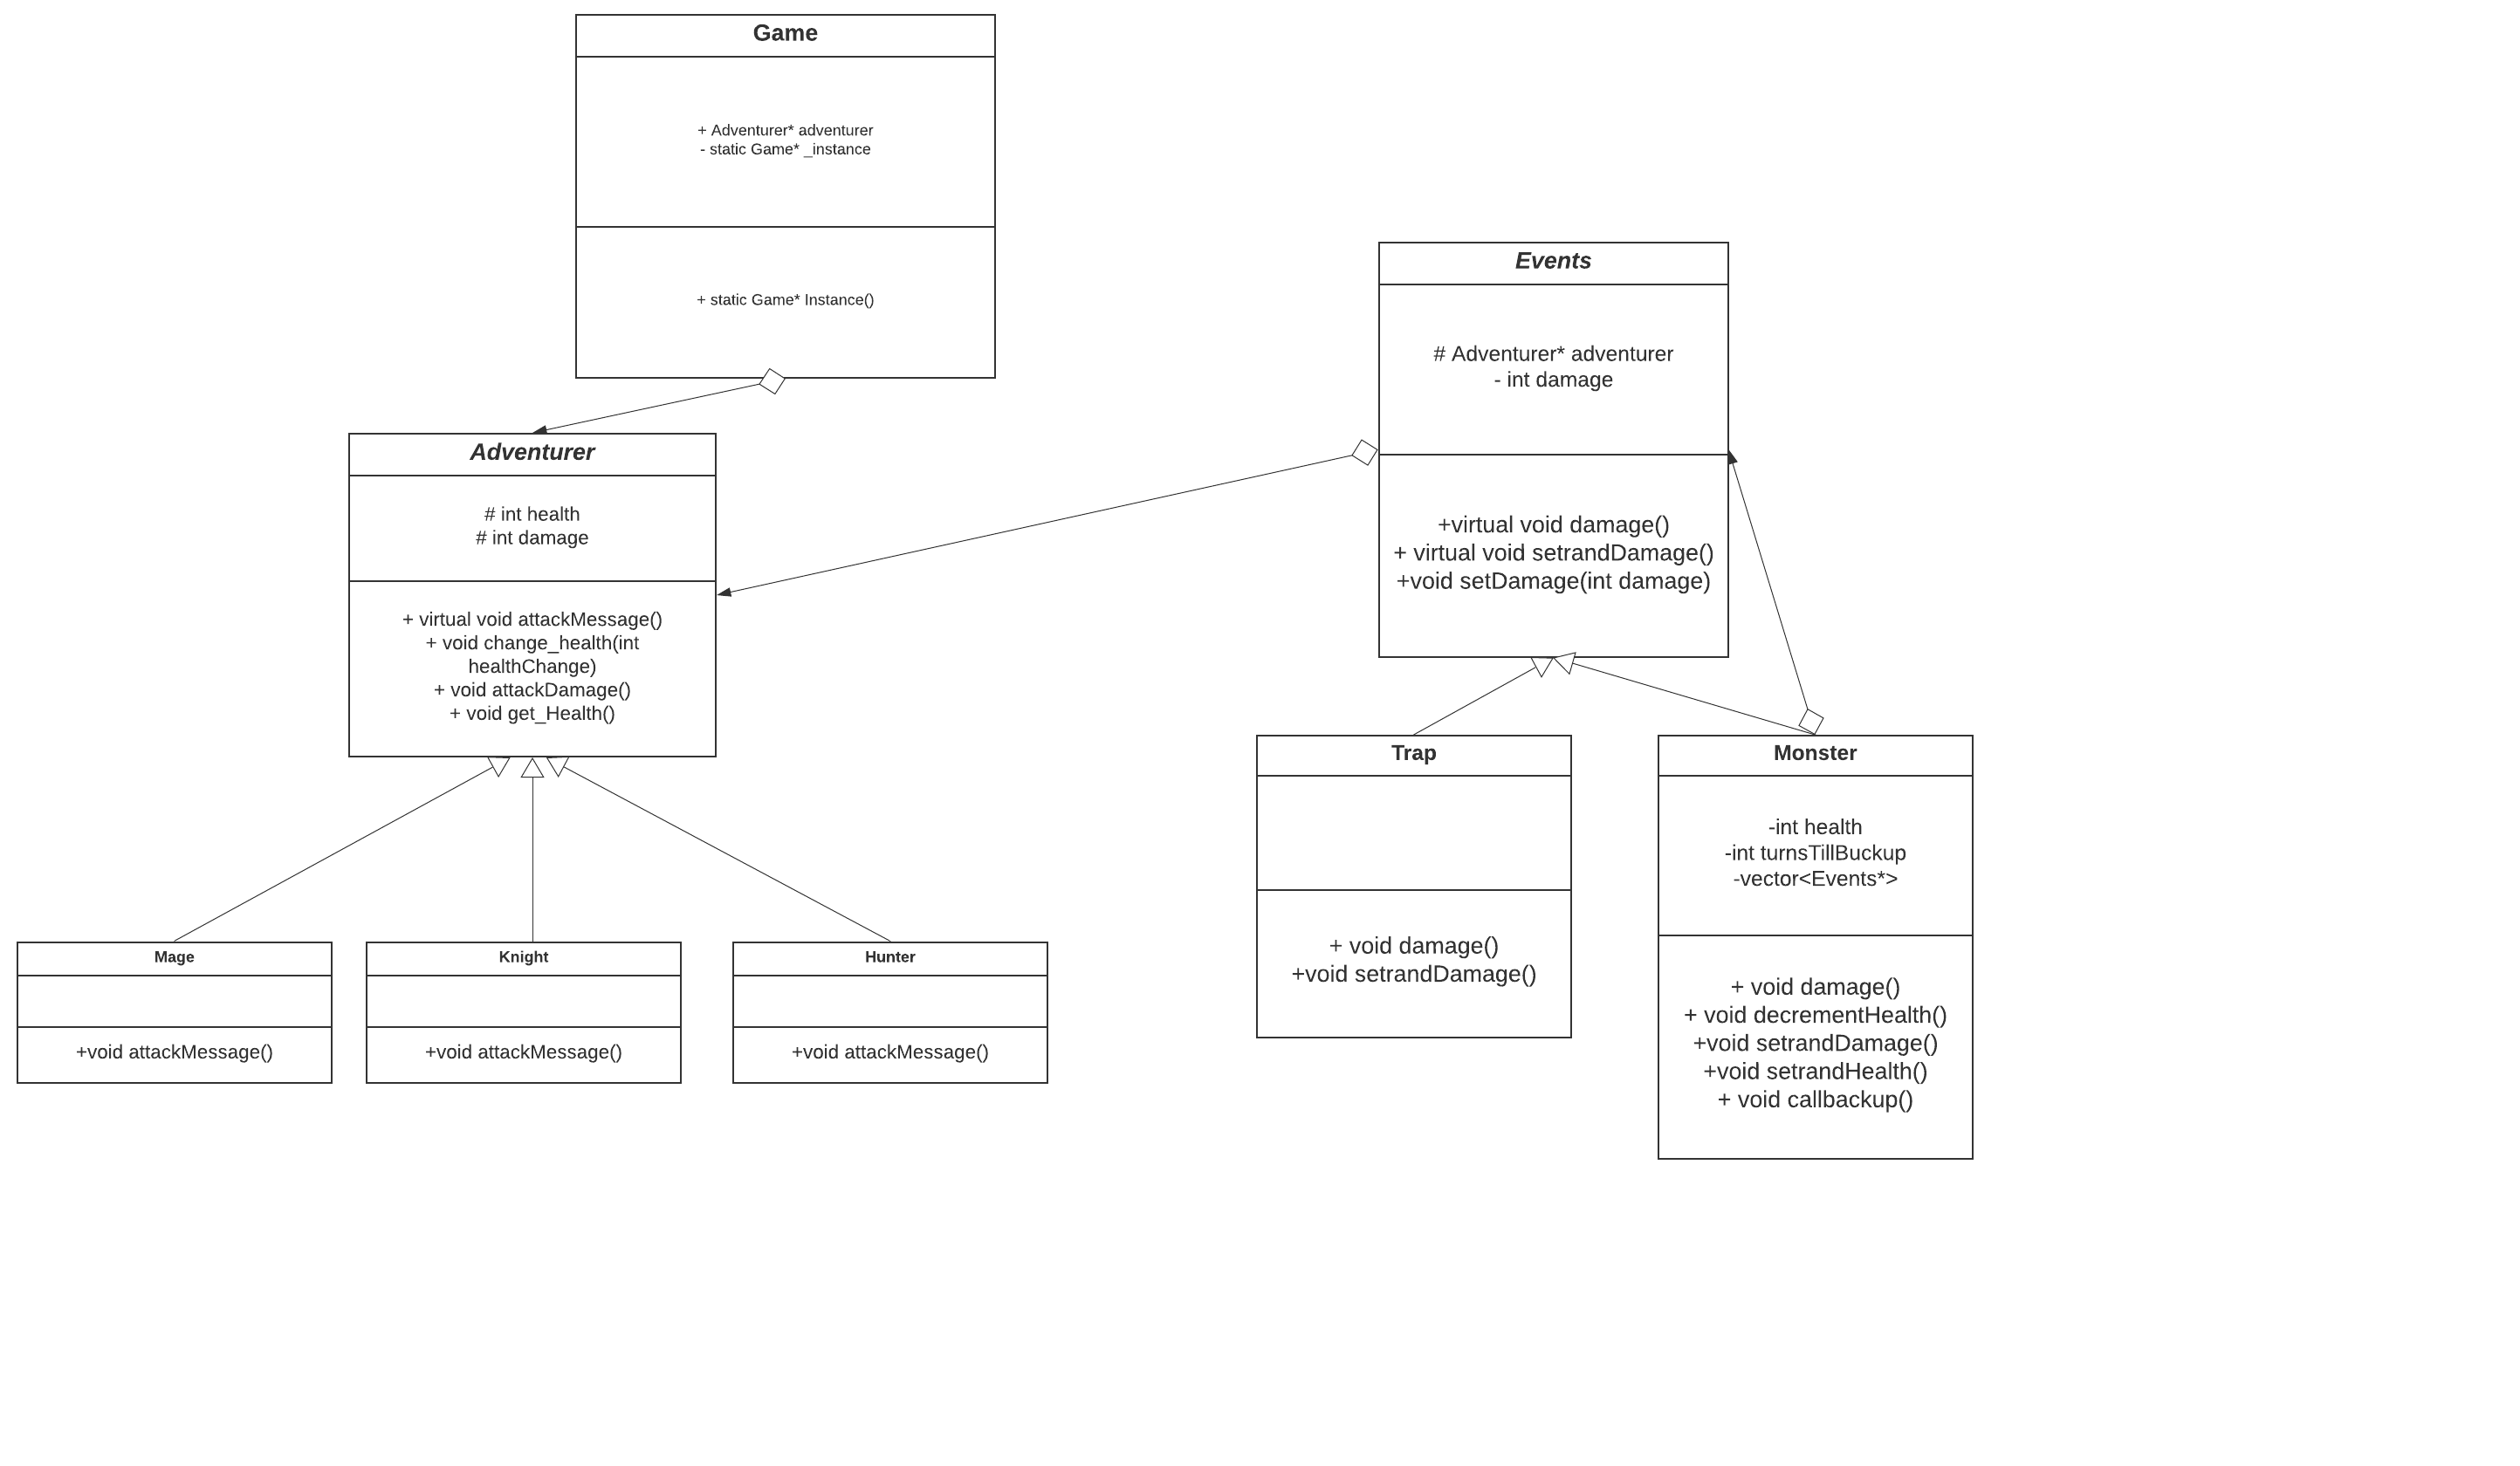 Game
+ Adventurer* adventurer
- static Game* _instance
+ static Game* Instance()
Events
# Adventurer* adventurer
- int damage
+virtual void damage()
+ virtual void setrandDamage()
+void setDamage(int damage)
Adventurer
# int health
# int damage
+ virtual void attackMessage()
+ void change_health(int
healthChange)
+ void attackDamage()
+ void get_Health()
Trap
+ void damage()
+void setrandDamage()
Monster
-int health
-int turnsTillBuckup
-vector<Events*>
+ void damage()
+ void decrementHealth()
+void setrandDamage()
+void setrandHealth()
+ void callbackup()
Mage
+void attackMessage()
Knight
+void attackMessage()
Hunter
+void attackMessage()